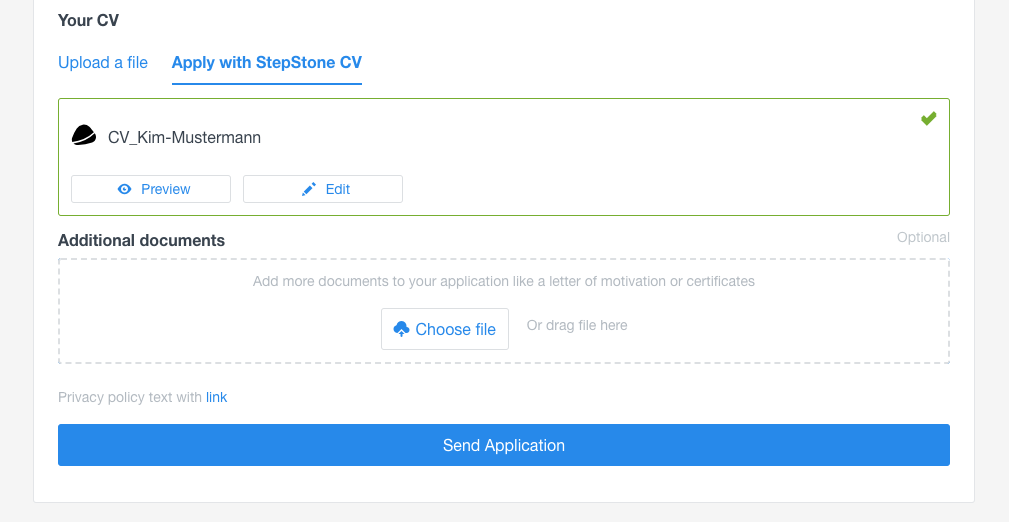 Your CV
Upload a file Apply with StepStone CV
CV_Kim-Mustermann
Preview Edit
Additional documents Optional
Add more documents to your application like a letter of motivation or certificates
Choose file Or drag file here
Privacy policy text with link
Send Application